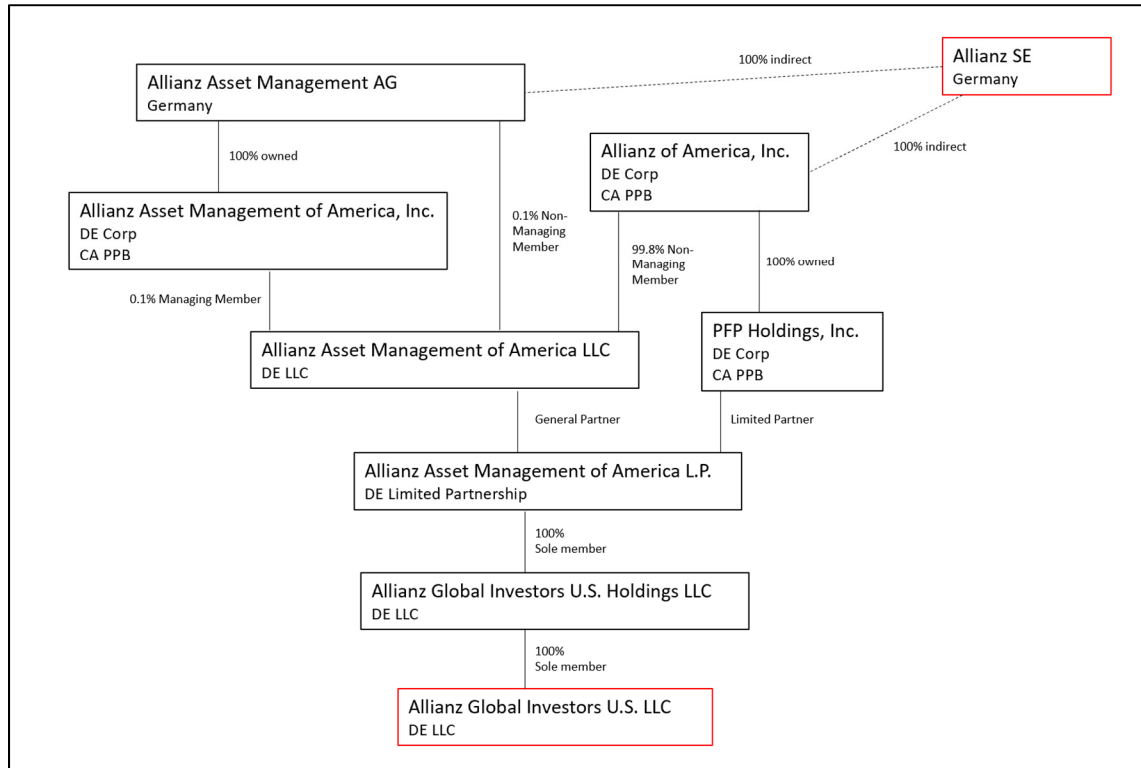 Allianz SE
Germany
100% indirect
Allianz Asset Management AG
Germany
Allianz of America, Inc.
DE Corp
CA PPB
100% indirect
100% owned
Allianz Asset Management of America, Inc.
DE Corp
CA PPB
0.1% Non-
Managing
Member
99.8% Non-
Managing
Member
100% owned
0.1% Managing Member
PFP Holdings, Inc.
DE Corp
CA PPB
Allianz Asset Management of America LLC
DE LLC
General Partner
Limited Partner
Allianz Asset Management of America L.P.
DE Limited Partnership
100%
Sole member
Allianz Global Investors U.S. Holdings LLC
DE LLC
100%
Sole member
Allianz Global Investors U.S. LLC
DE LLC